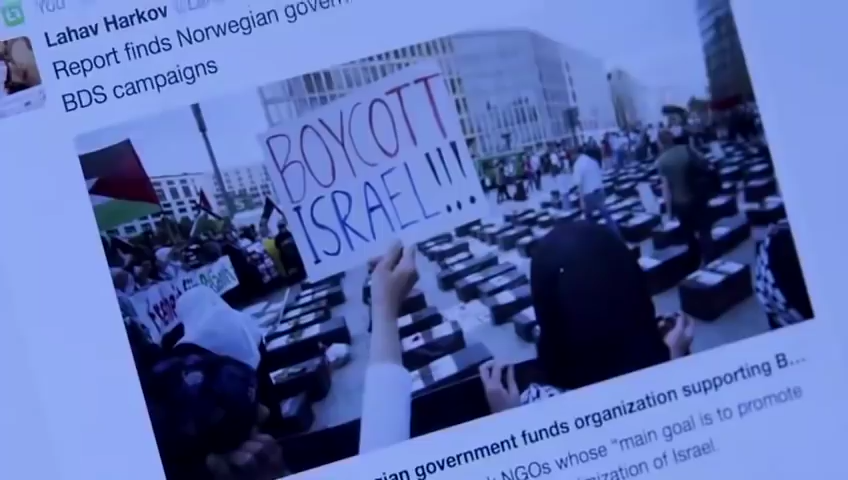 You
Lahav Harkov
Report finds Norwegian
BDS campaigns
BOYCOTT
ISRAEL!!!...
government funds organization supporting B...
NGOs whose "main goal is to promote
of Israel.